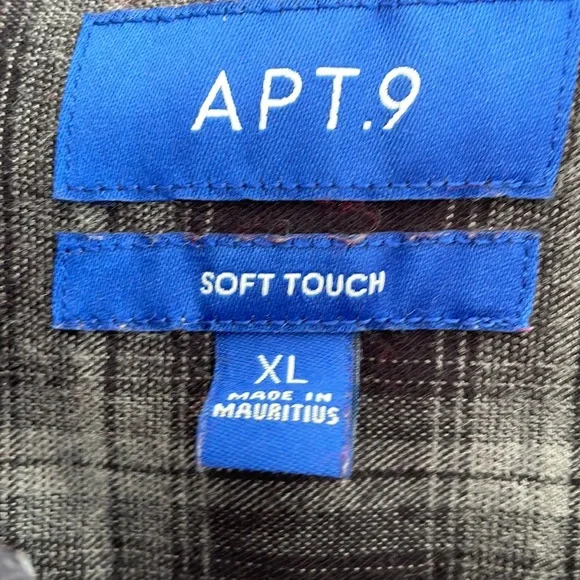 APT.9
SOFT TOUCH
XL
MADE IN
MAURITIUS